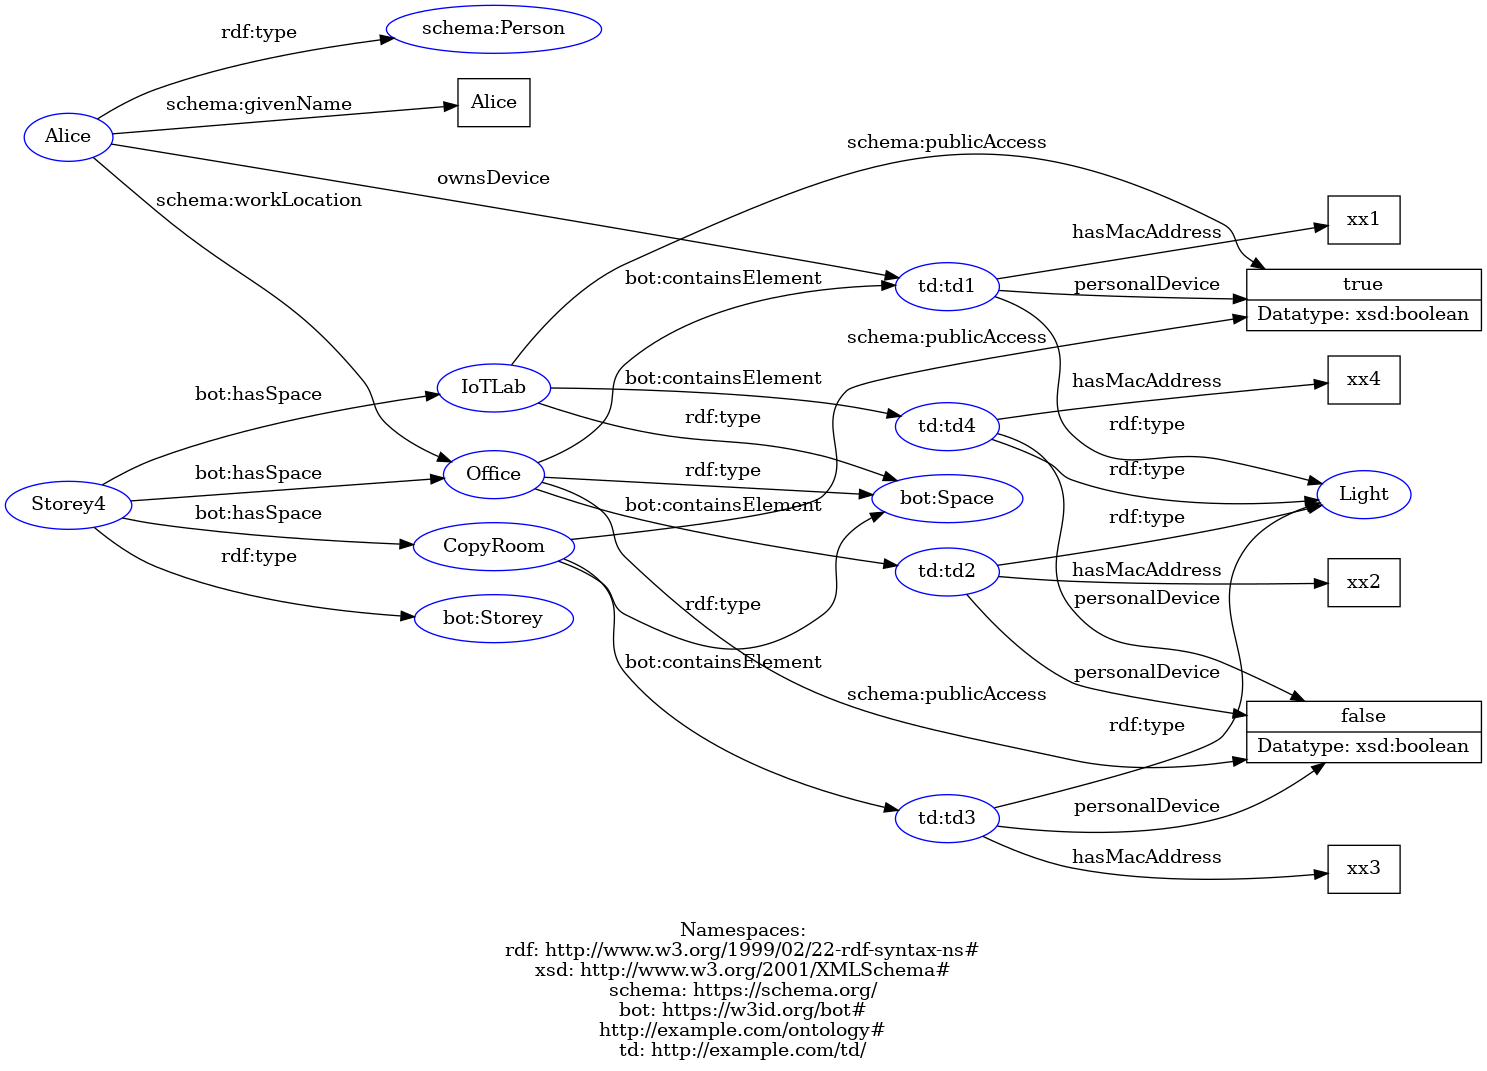 rdf:type
schema:Person
schema:givenName
Alice
Alice
schema:publicAccess
ownsDevice
schema:workLocation
xx1
hasMacAddress
bot:containsElement
td:td1
personalDevice
true
Datatype: xsd:boolean
schema:publicAccess
bot:containsElement
hasMacAddress
xx4
bot:hasSpace
IoTLab
rdf:type
td:td4
rdf:type
bot:hasSpace
Office
rdf:type
rdf:type
Light
Storey4
bot:hasSpace
bot:containsElement
bot:Space
rdf:type
CopyRoom
rdf:type
td:td2
hasMacAddress
xx2
bot:Storey
rdf:type
personalDevice
bot:containsElement
personalDevice
schema:publicAccess
rdf:type
false
Datatype: xsd:boolean
td:td3
personalDevice
hasMacAddress
xx3
Namespaces:
rdf: http://www.w3.org/1999/02/22-rdf-syntax-ns#
xsd: http://www.w3.org/2001/XMLSchema#
schema: https://schema.org/
bot: https://w3id.org/bot#
http://example.com/ontology#
td: http://example.com/td/